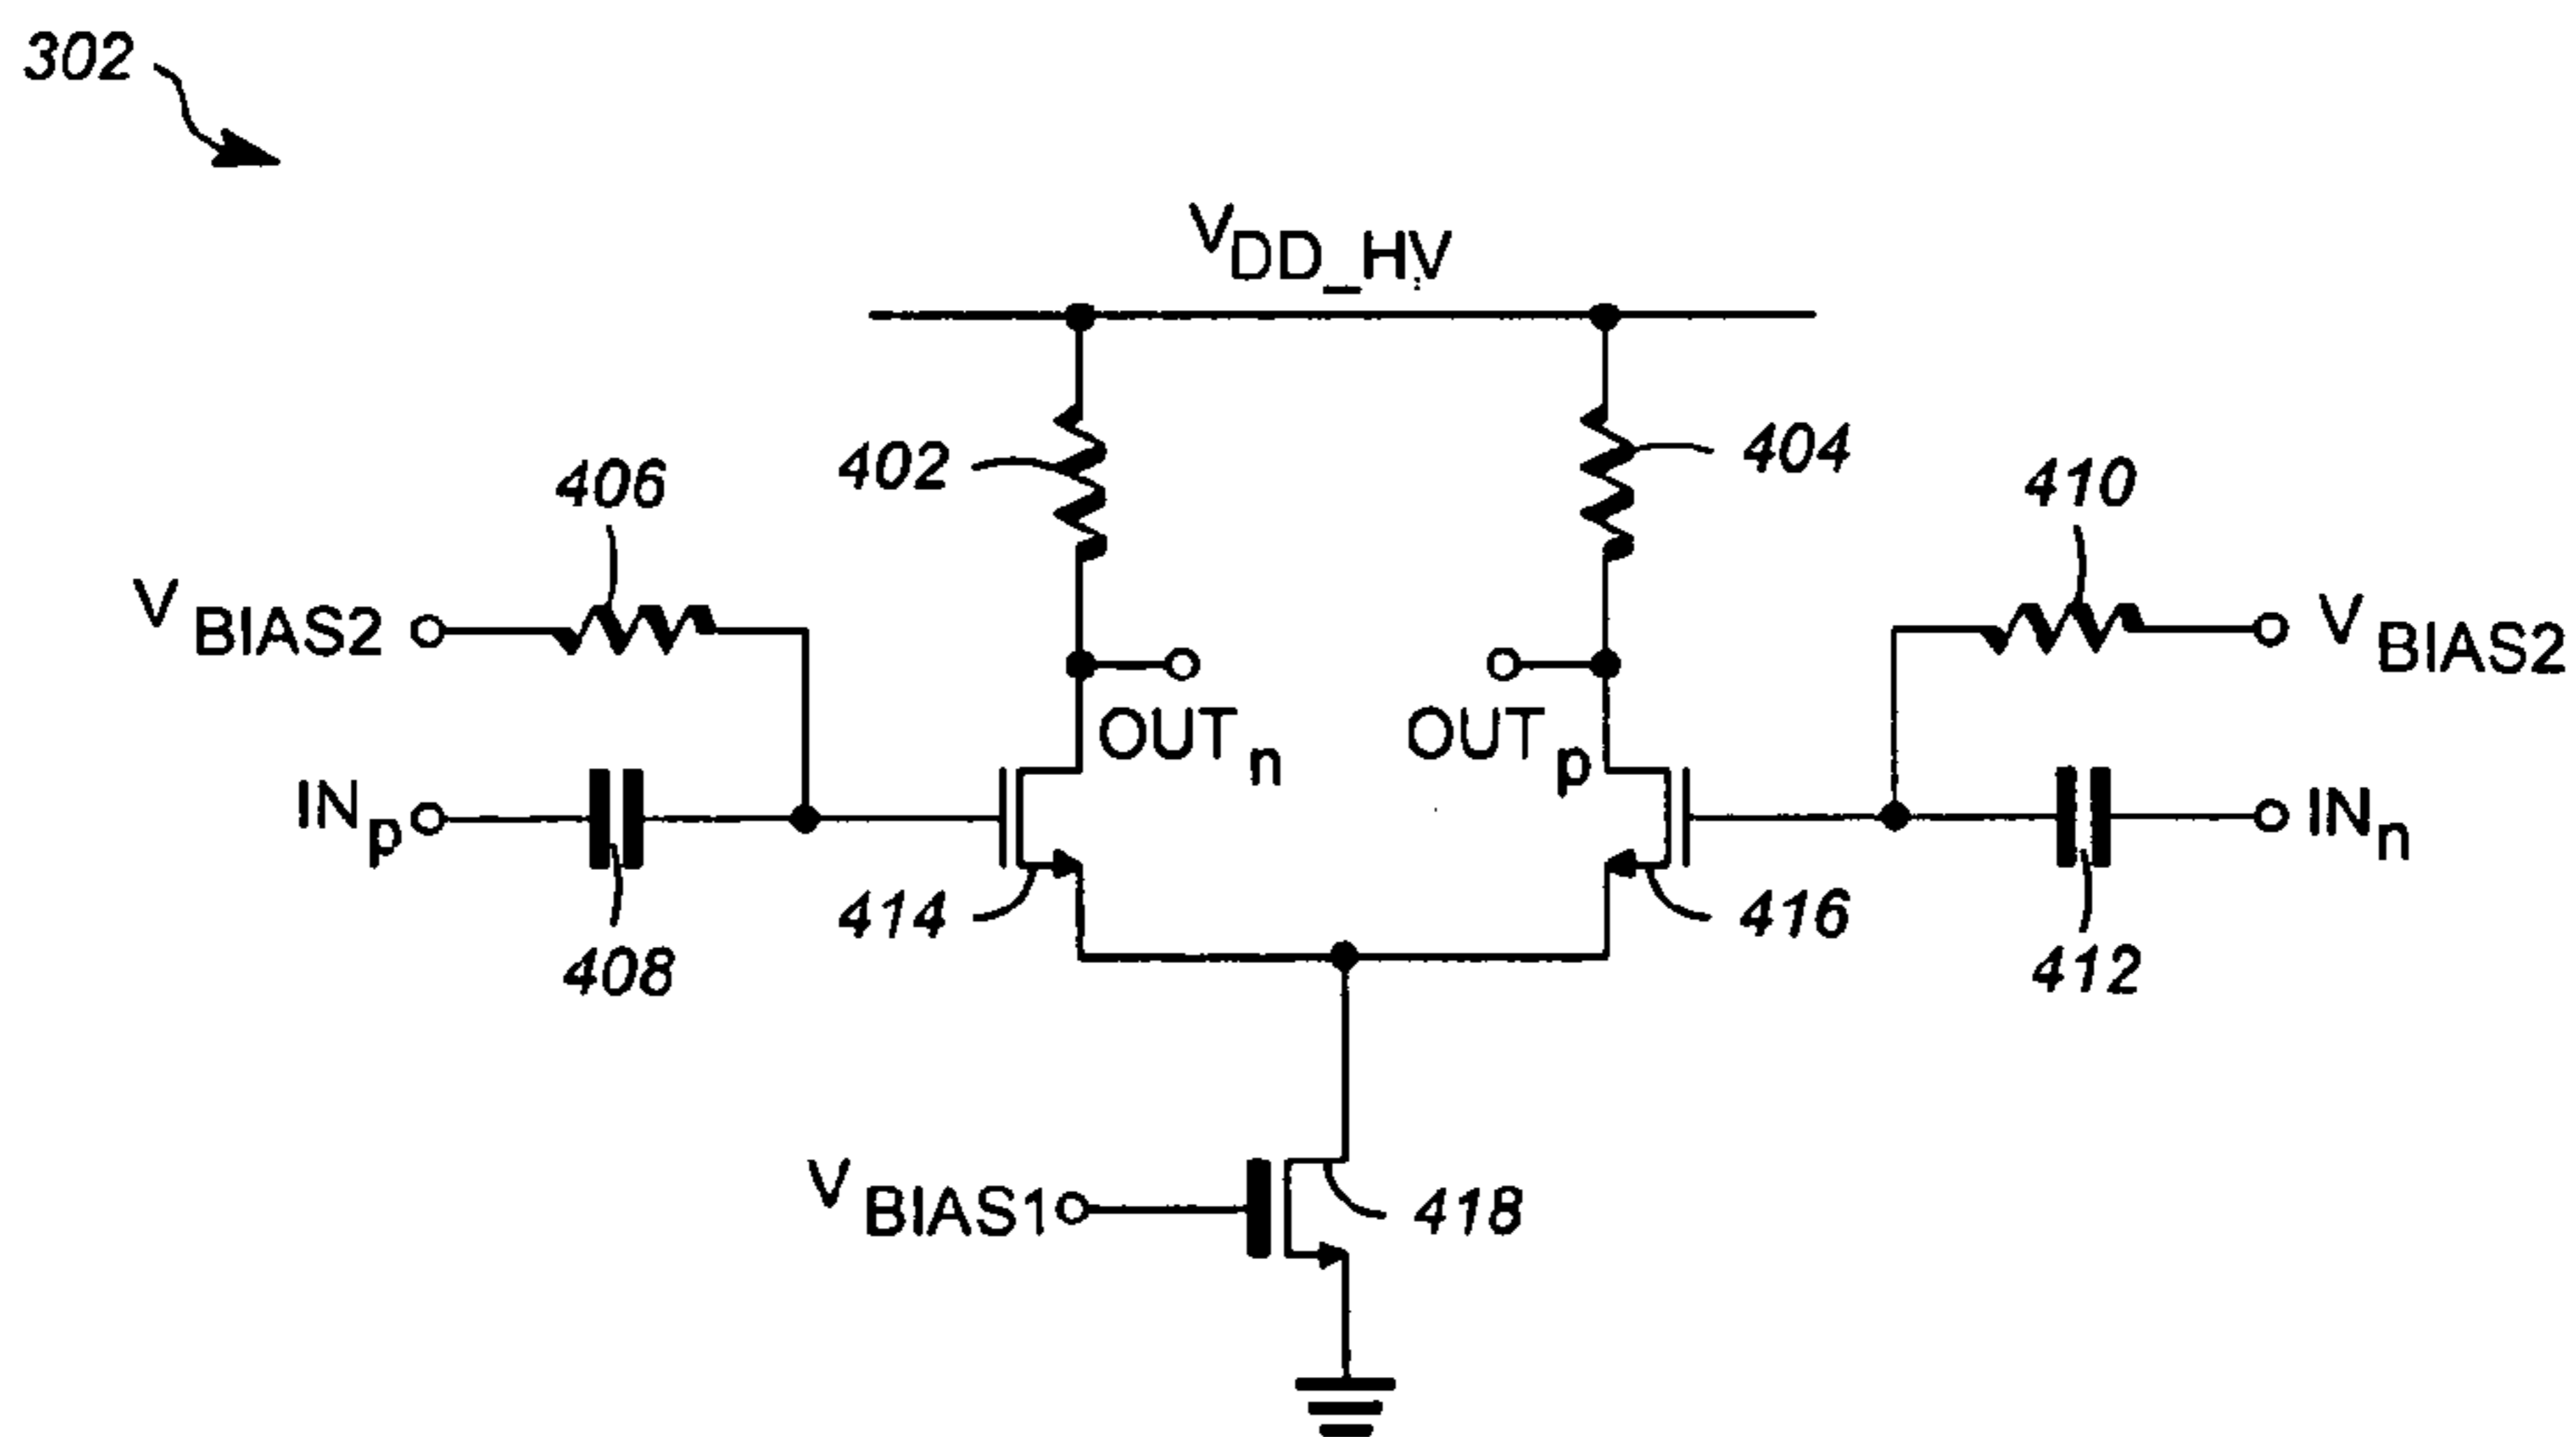 302
VDD_HV
402
404
406
410
VBIAS2
VBIAS2
OUTn
OUTp
INp
INn
414
416
408
412
VBIAS1
418